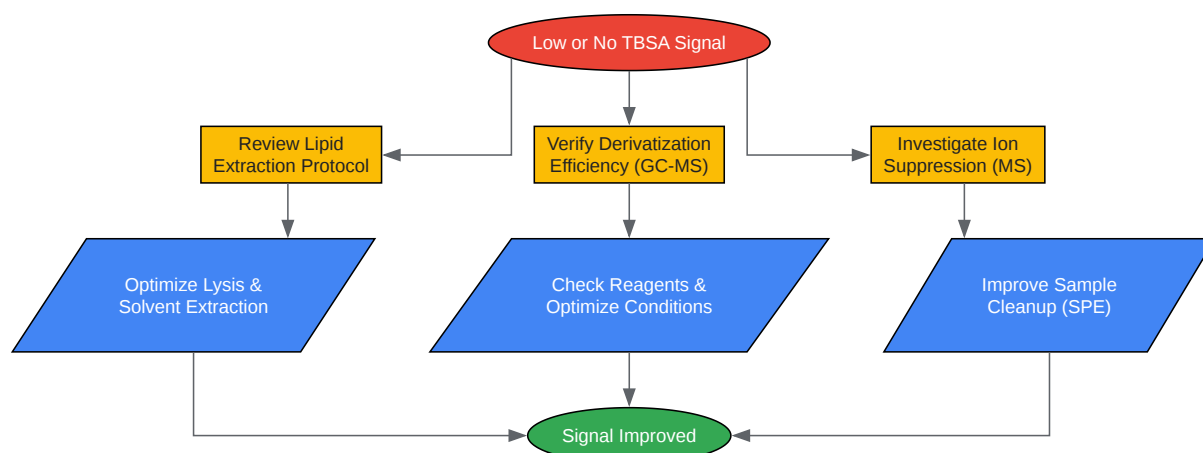 Low or No TBSA Signal
Review Lipid
Extraction Protocol
Verify Derivatization
Efficiency (GC-MS)
Investigate Ion
Suppression (MS)
Optimize Lysis &
Solvent Extraction
Check Reagents &
Optimize Conditions
Improve Sample
Cleanup (SPE)
Signal Improved